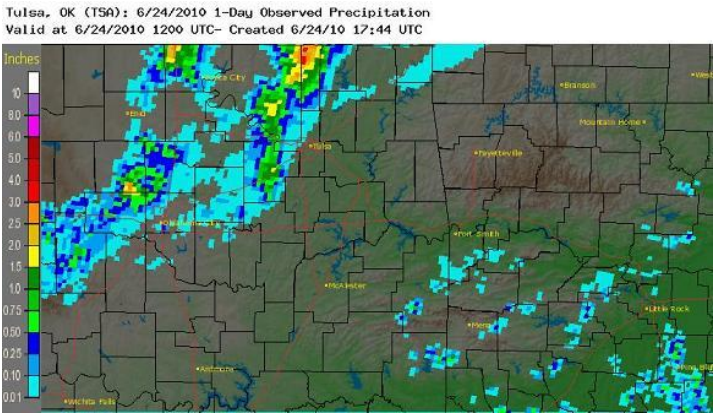 Tulsa, OK (TSA): 6/24/2010 1-Day Observed Precipitation
Valid at 6/24/2010 1200 UTC- Created 6/24/10 17:44 UTC
Inches
10
8.0
6.0
5.0
4.0
3.0
2.5
2.0
1.5
1.0
0.75
0.50
0.25
0.10
0.01
Branson
Enid
Mountain Home
Tulsa
Fayetteville
Fort Smith
McAlester
Little Rock
Mena
Ardmore
Wichita Falls